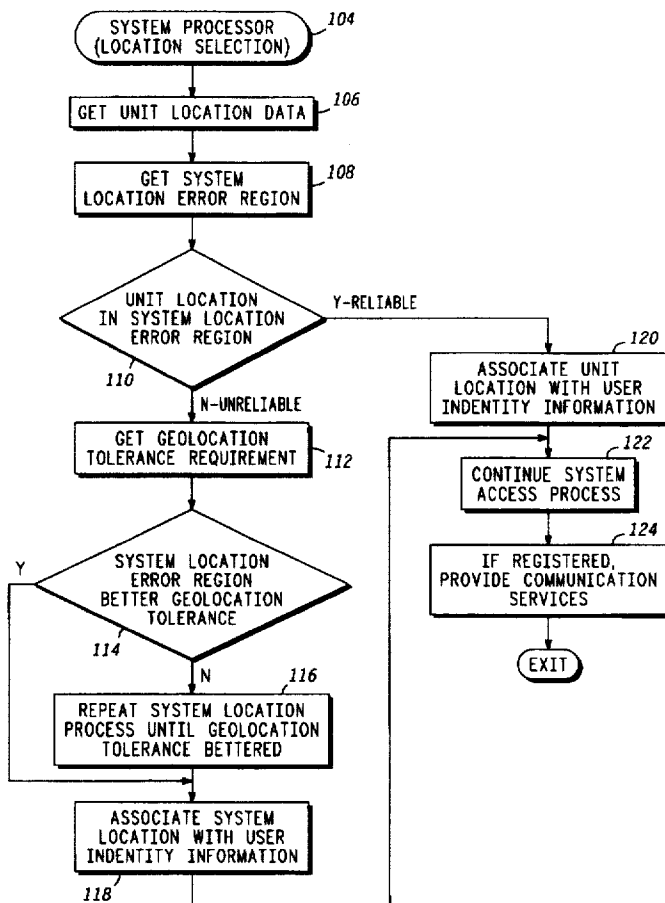 SYSTEM PROCESSOR
(LOCATION SELECTION)
104
GET UNIT LOCATION DATA
106
GET SYSTEM
LOCATION ERROR REGION
108
UNIT LOCATION
IN SYSTEM LOCATION
ERROR REGION
110
Y-RELIABLE
N-UNRELIABLE
GET GEOLOCATION
TOLERANCE REQUIREMENT
112
SYSTEM LOCATION
ERROR REGION
BETTER GEOLOCATION
TOLERANCE
114
Y
N
116
REPEAT SYSTEM LOCATION
PROCESS UNTIL GEOLOCATION
TOLERANCE BETTERED
ASSOCIATE SYSTEM
LOCATION WITH USER
INDENTITY INFORMATION
118
120
ASSOCIATE UNIT
LOCATION WITH USER
INDENTITY INFORMATION
122
CONTINUE SYSTEM
ACCESS PROCESS
124
IF REGISTERED,
PROVIDE COMMUNICATION
SERVICES
EXIT